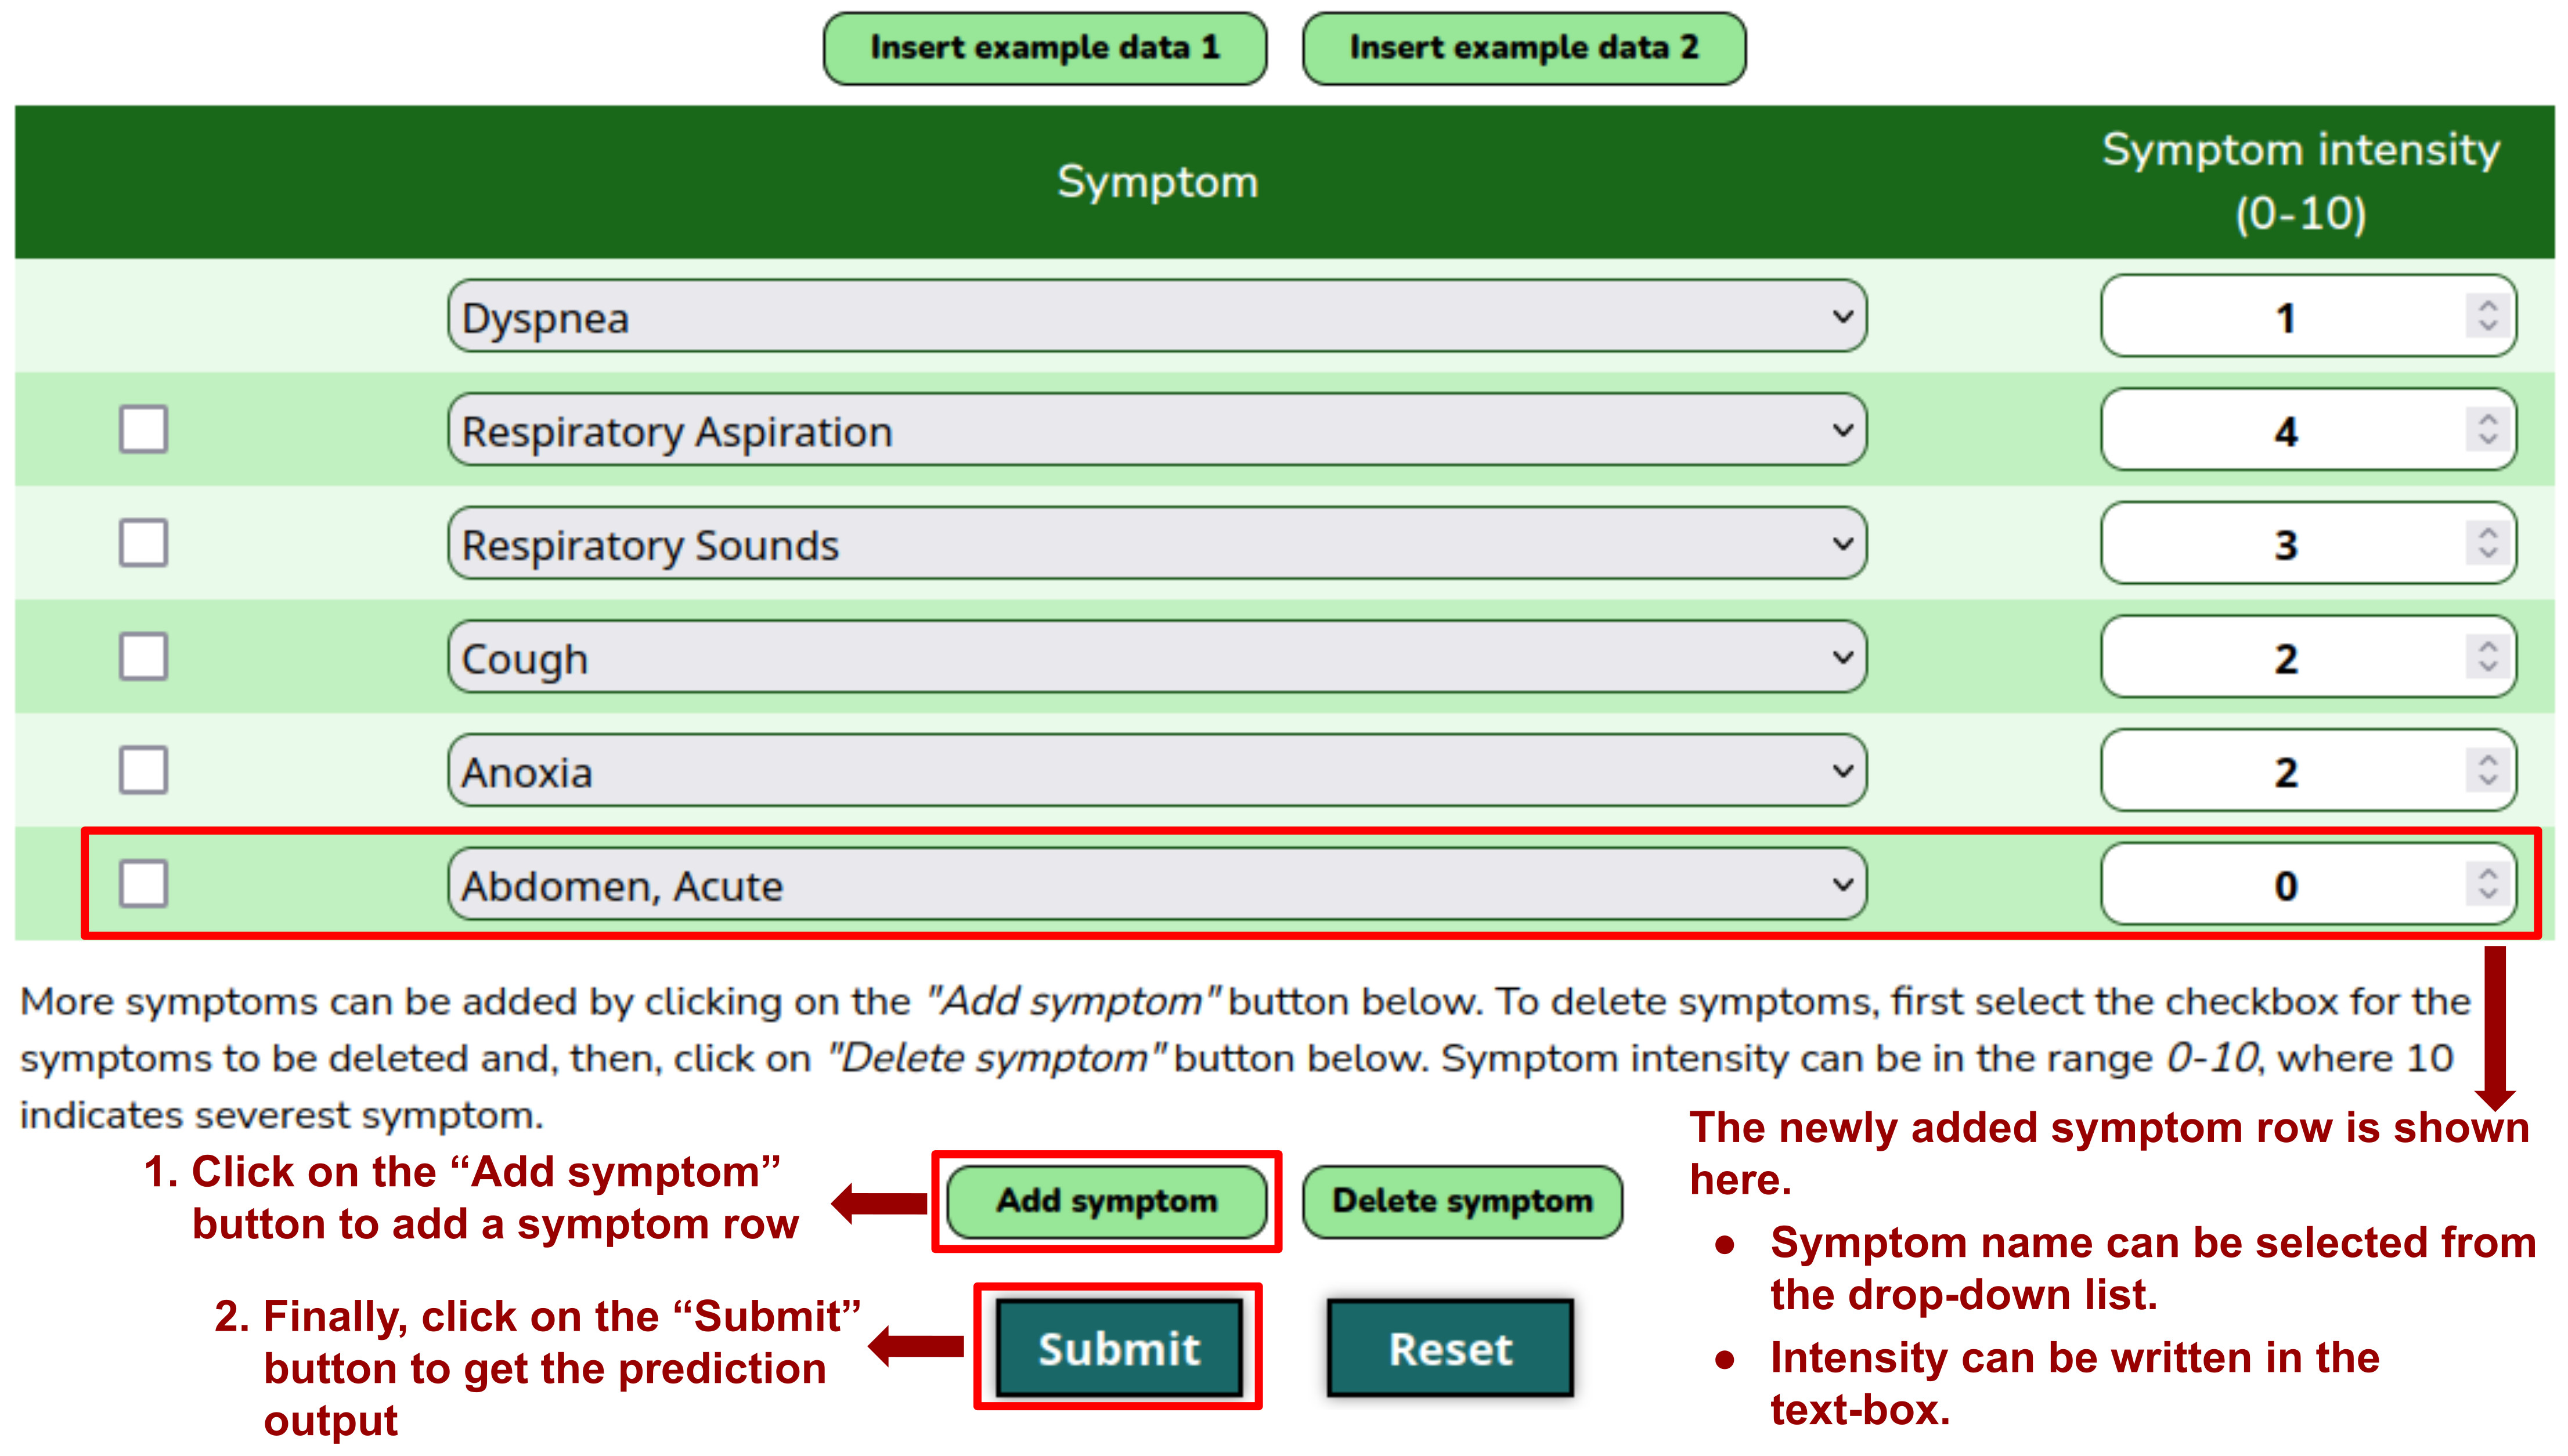 Insert example data 1
Insert example data 2
Symptom
Symptom intensity
(0-10)
Dyspnea
1
Respiratory Aspiration
4
Respiratory Sounds
3
Cough
2
Anoxia
2
Abdomen, Acute
0
More symptoms can be added by clicking on the "Add symptom" button below. To delete symptoms, first select the checkbox for the
symptoms to be deleted and, then, click on "Delete symptom" button below. Symptom intensity can be in the range 0-10, where 10
indicates severest symptom.
1. Click on the “Add symptom”
button to add a symptom row
Add symptom
Delete symptom
2. Finally, click on the “Submit”
button to get the prediction
output
Submit
Reset
The newly added symptom row is shown
here.
● Symptom name can be selected from
the drop-down list.
● Intensity can be written in the
text-box.